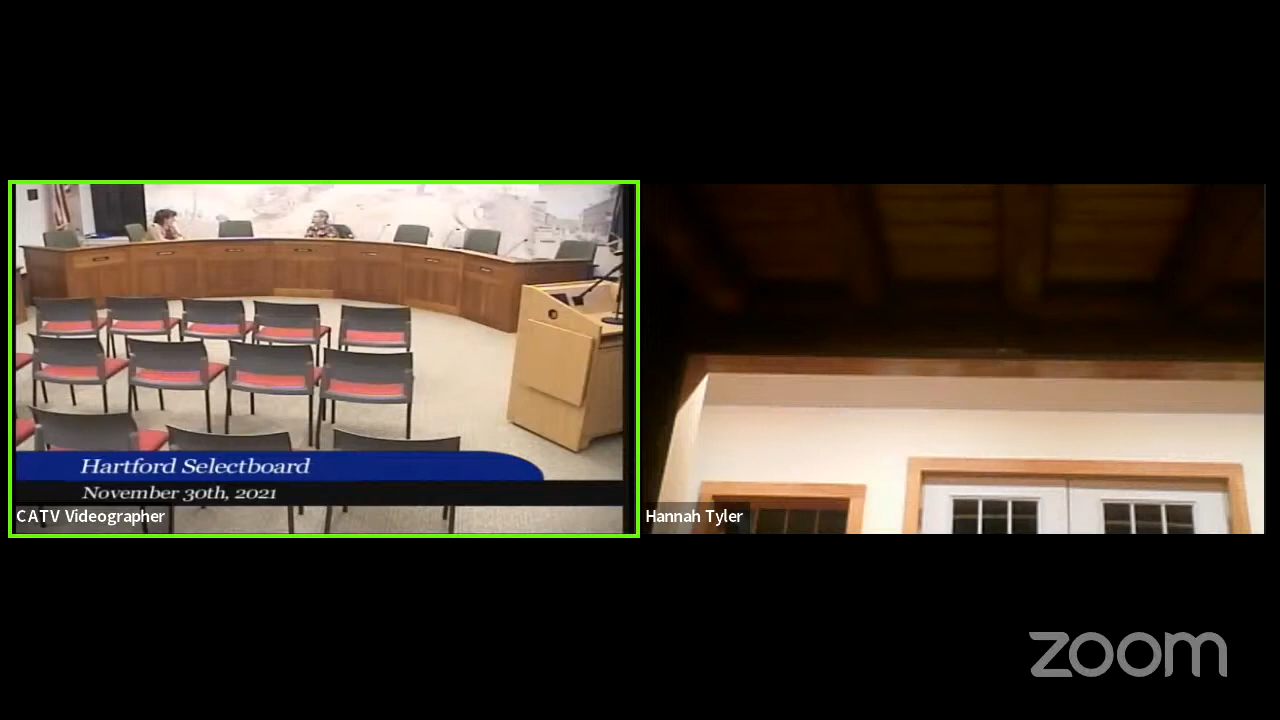 Hartford Selectboard
November 30th, 2021
CATV Videographer
Hannah Tyler
zoom